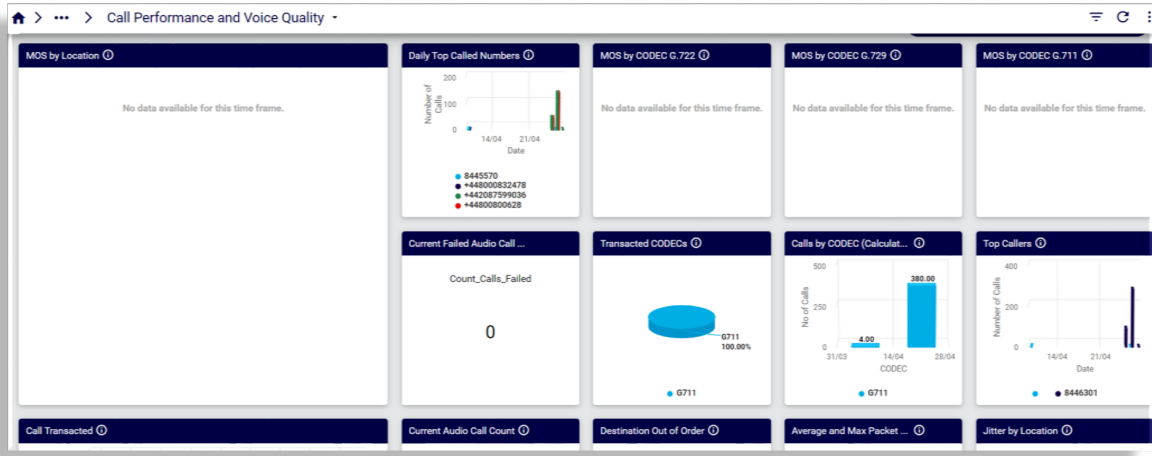 Call Performance and Voice Quality
MOS by Location
No data available for this time frame.
Daily Top Called Numbers
Number of Calls
200
100
0
14/04 21/04
Date
8445570
+448000832478
+442087599036
+44800800628
MOS by CODEC G.722
No data available for this time frame.
MOS by CODEC G.729
No data available for this time frame.
MOS by CODEC G.711
No data available for this time frame.
Current Failed Audio Call ...
Count_Calls_Failed
0
Transacted CODECs
G711
100.00%
G711
Calls by CODEC (Calculat...
No of Calls
500
250
0
4.00
380.00
31/03 14/04 28/04
CODEC
G711
Top Callers
Number of Calls
400
200
0
14/04 21/04
Date
8446301
Call Transacted
Current Audio Call Count
Destination Out of Order
Average and Max Packet ...
Jitter by Location